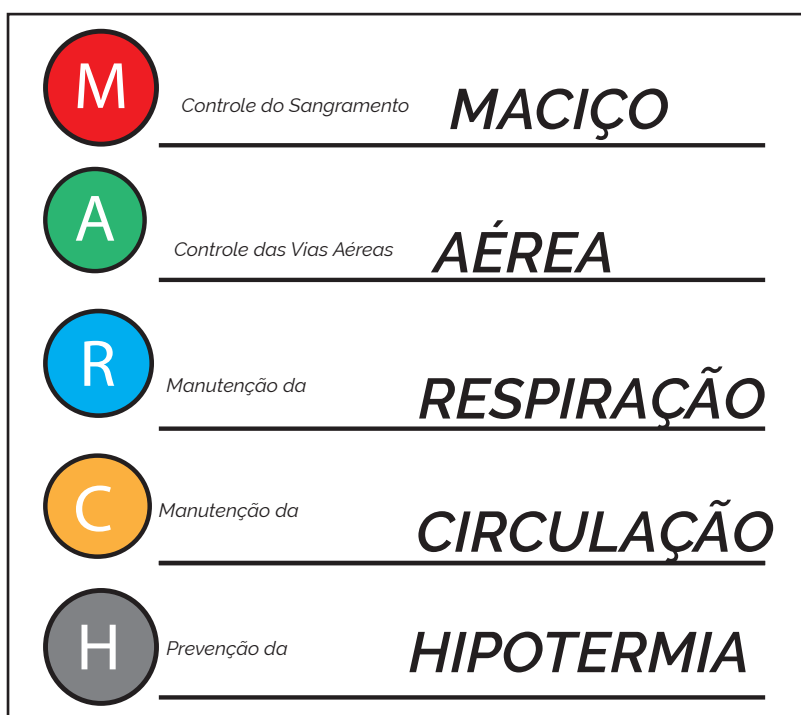 M Controle do Sangramento MACIÇO
A Controle das Vias Aéreas AÉREA
R Manutenção da RESPIRAÇÃO
C Manutenção da CIRCULAÇÃO
H Prevenção da HIPOTERMIA